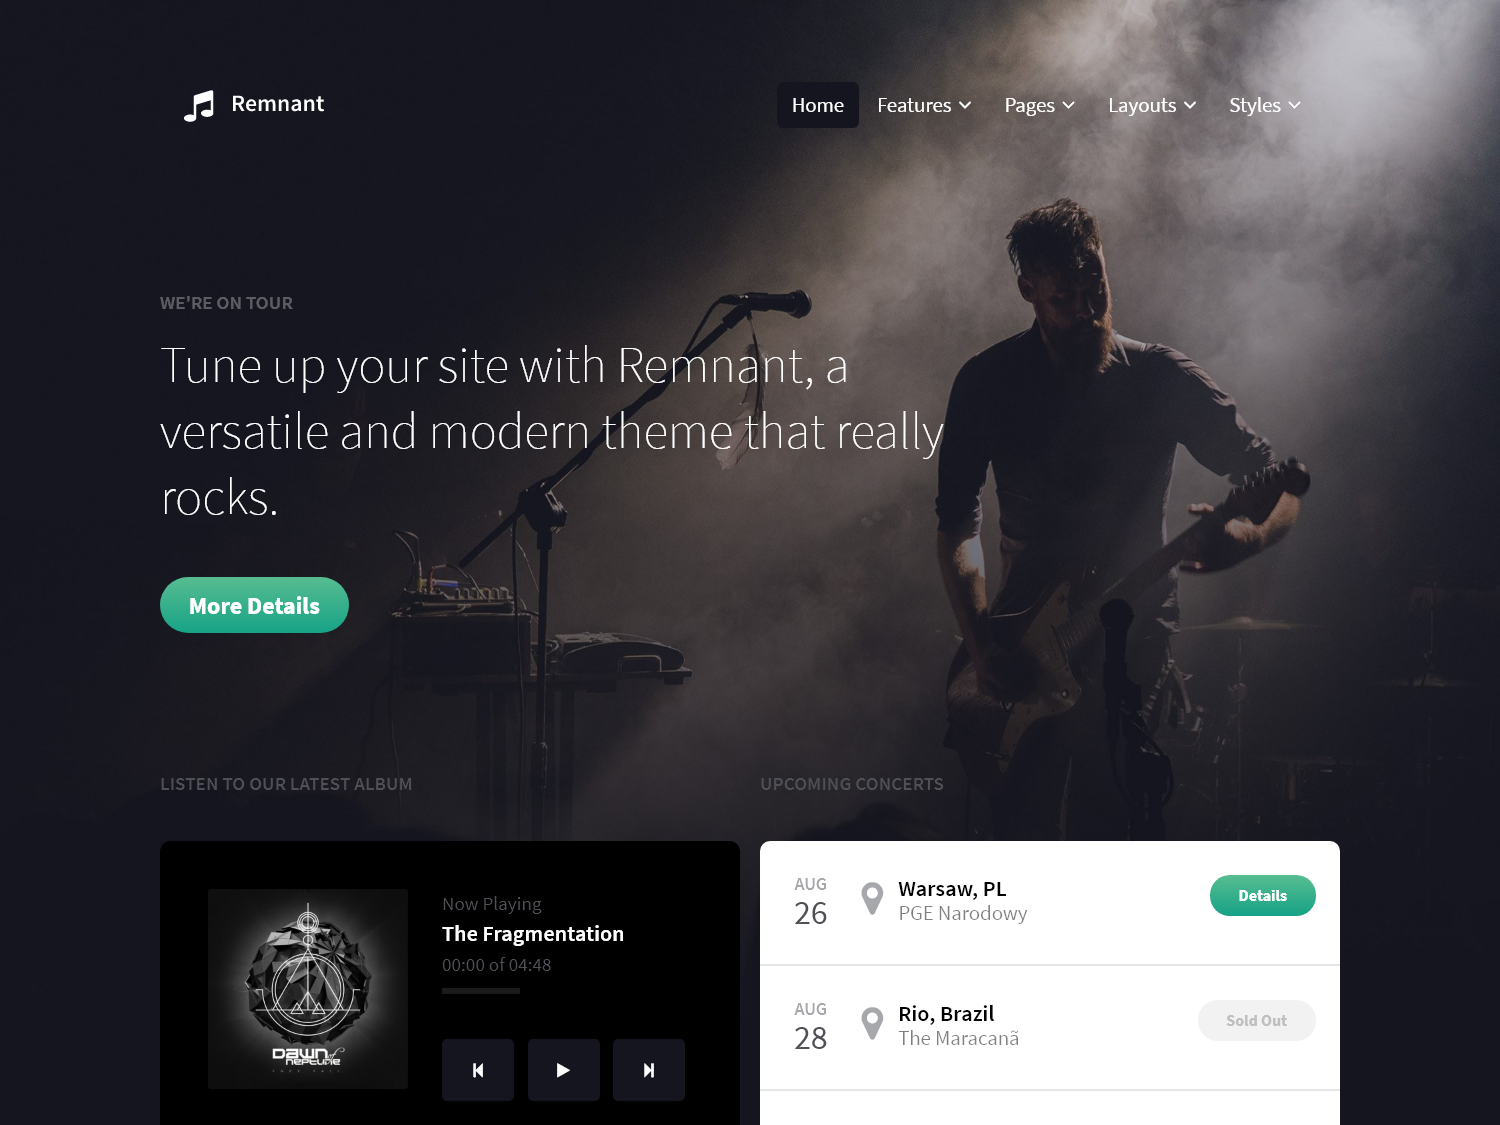 Remnant
Home
Features
Pages
Layouts
Styles
WE'RE ON TOUR
Tune up your site with Remnant, a
versatile and modern theme that really
rocks.
More Details
LISTEN TO OUR LATEST ALBUM
Now Playing
The Fragmentation
00:00 of 04:48
DAWN of
NEPTUNE
UPCOMING CONCERTS
AUG
26
Warsaw, PL
PGE Narodowy
Details
AUG
28
Rio, Brazil
The Maracanã
Sold Out